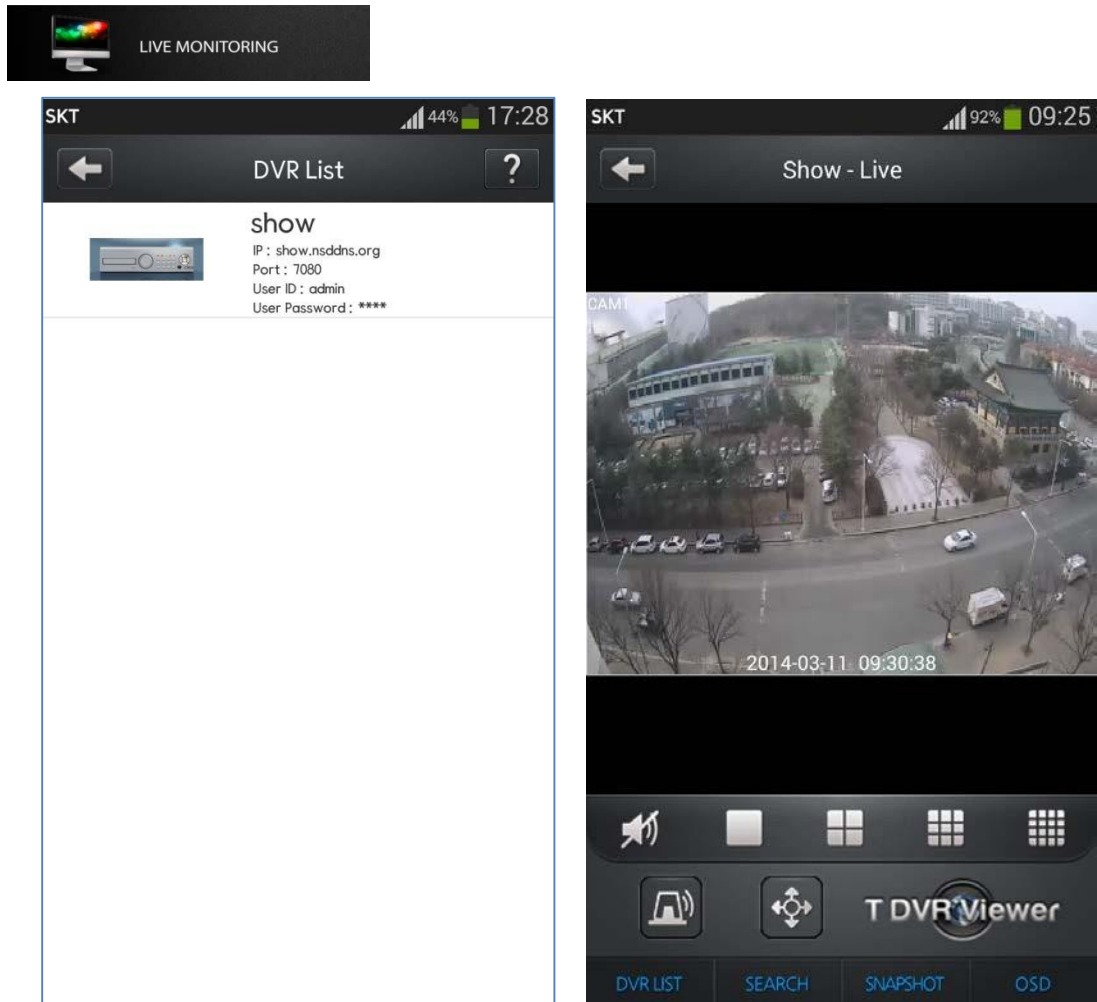 LIVE MONITORING
SKT
44%
17:28
DVR List
?
show
IP : show.nsddns.org
Port : 7080
User ID : admin
User Password : ****
SKT
92%
09:25
Show - Live
CAM1
2014-03-11 09:30:38
T DVR Viewer
DVR LIST
SEARCH
SNAPSHOT
OSD